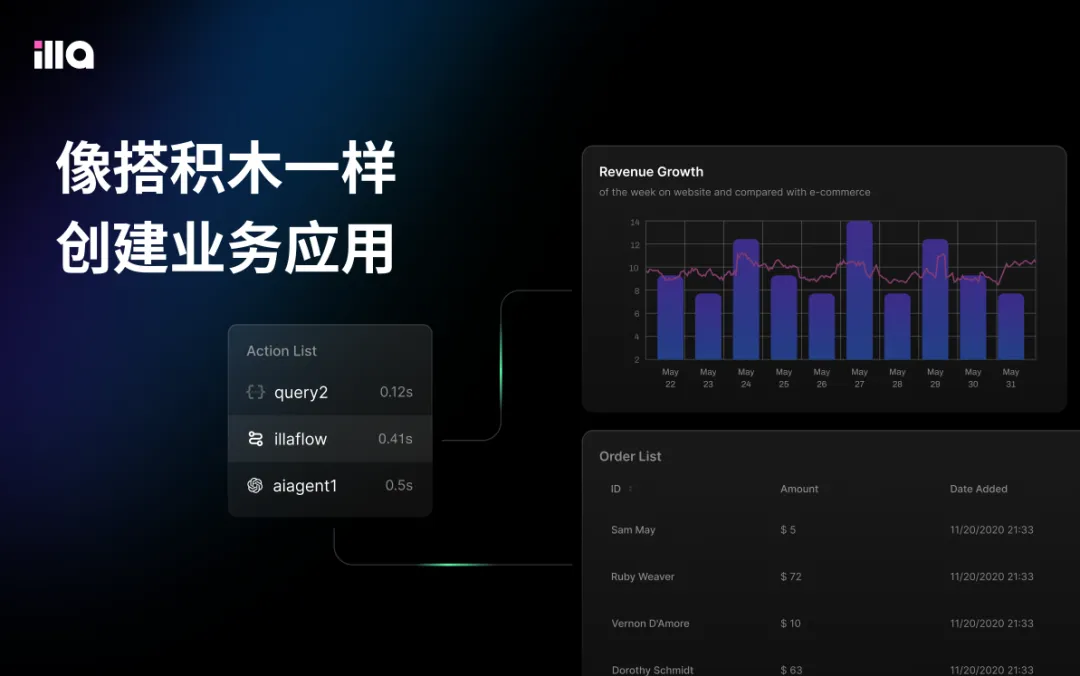 illa
像搭积木一样
创建业务应用
Action List
query2 0.12s
illaflow 0.41s
aiagent1 0.5s
Revenue Growth
of the week on website and compared with e-commerce
14
12
10
8
6
4
2
May 22 May 23 May 24 May 25 May 26 May 27 May 28 May 29 May 30 May 31
Order List
ID Amount Date Added
Sam May $ 5 11/20/2020 21:33
Ruby Weaver $ 72 11/20/2020 21:33
Vernon D'Amore $ 10 11/20/2020 21:33
Dorothy Schmidt $ 63 11/20/2020 21:33